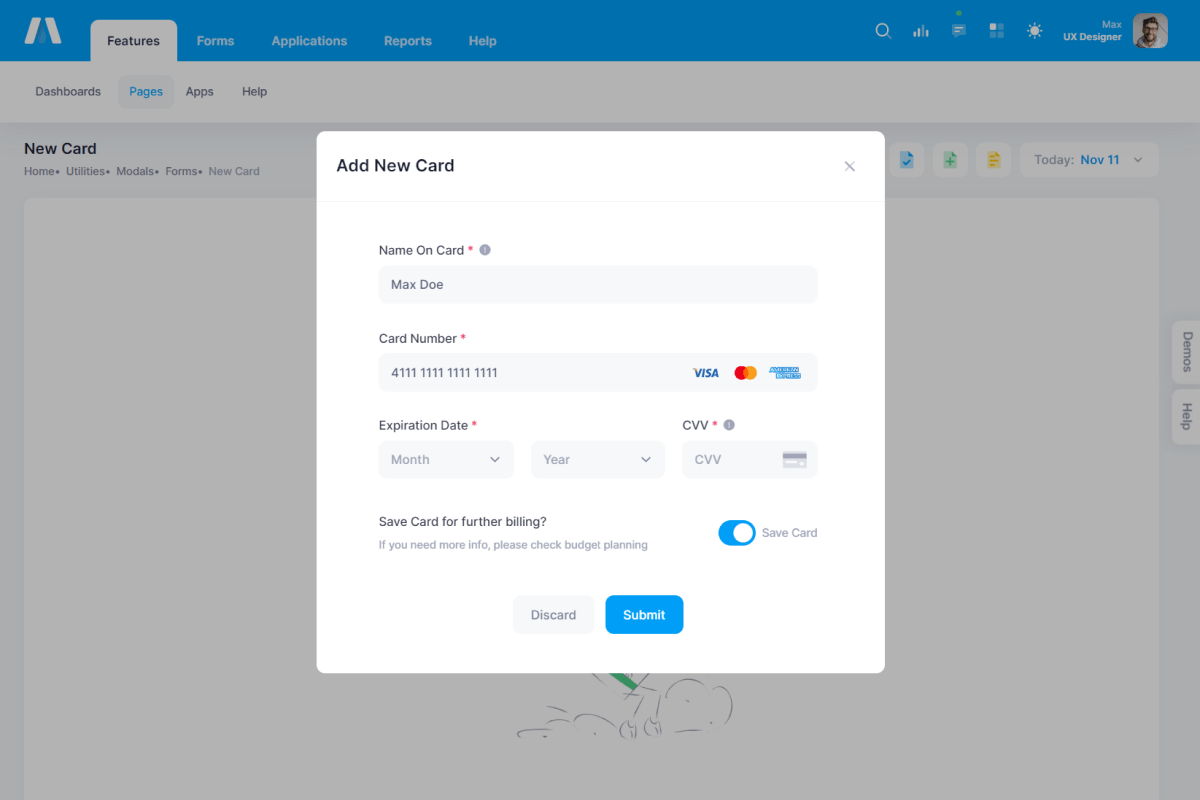 Features Forms Applications Reports Help
Max
UX Designer
Dashboards Pages Apps Help
New Card
Home• Utilities• Modals• Forms• New Card
Today: Nov 11
Add New Card
Name On Card *
Max Doe
Card Number *
4111 1111 1111 1111 VISA AMERICAN EXPRESS
Expiration Date * CVV *
Month Year CVV
Save Card for further billing?
If you need more info, please check budget planning
Save Card
Discard Submit
Demos
Help